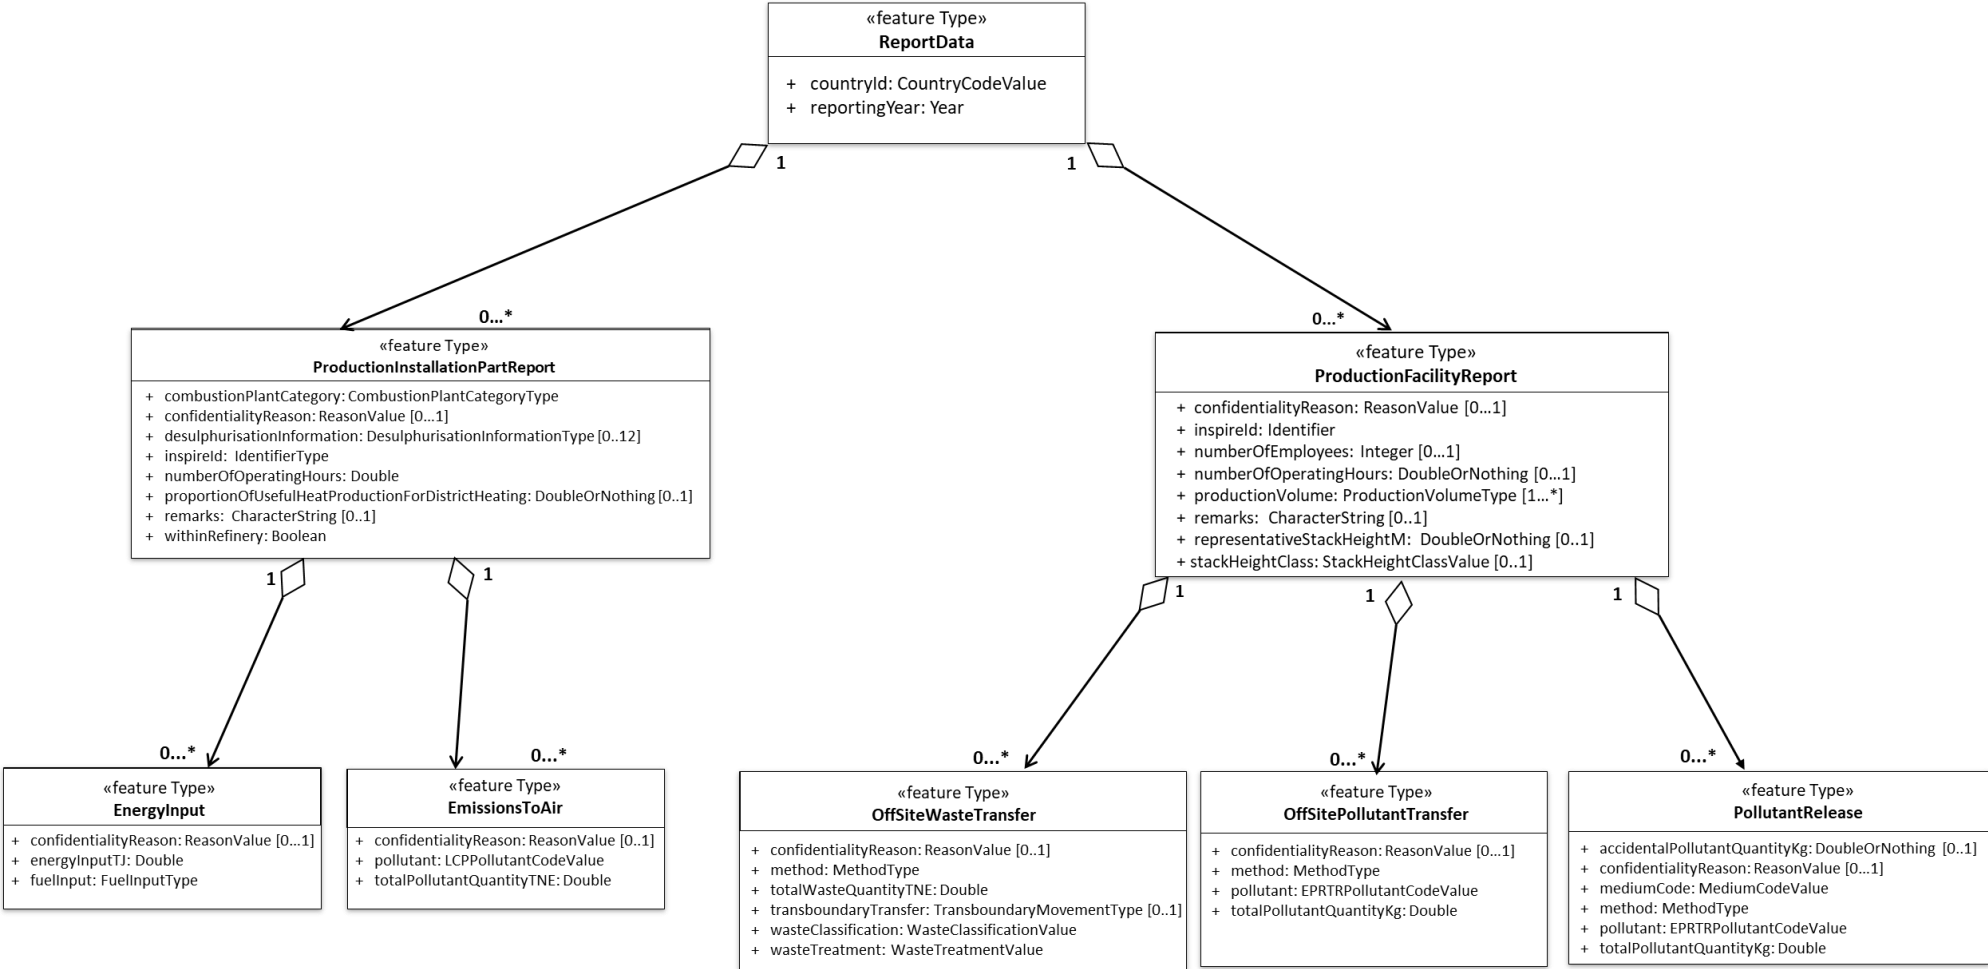 «feature Type»
ReportData
+ countryId: CountryCodeValue
+ reportingYear: Year
1
1
0...*
0...*
«feature Type»
ProductionInstallationPartReport
+ combustionPlantCategory: CombustionPlantCategoryType
+ confidentialityReason: ReasonValue [0...1]
+ desulphurisationInformation: DesulphurisationInformationType [0..12]
+ inspireId: IdentifierType
+ numberOfOperatingHours: Double
+ proportionOfUsefulHeatProductionForDistrictHeating: DoubleOrNothing [0..1]
+ remarks: CharacterString [0..1]
+ withinRefinery: Boolean
«feature Type»
ProductionFacilityReport
+ confidentialityReason: ReasonValue [0...1]
+ inspireId: Identifier
+ numberOfEmployees: Integer [0...1]
+ numberOfOperatingHours: DoubleOrNothing [0...1]
+ productionVolume: ProductionVolumeType [1...*]
+ remarks: CharacterString [0..1]
+ representativeStackHeightM: DoubleOrNothing [0..1]
+ stackHeightClass: StackHeightClassValue [0..1]
1
1
1
1
1
0...*
0...*
0...*
0...*
0...*
«feature Type»
EnergyInput
+ confidentialityReason: ReasonValue [0...1]
+ energyInputTJ: Double
+ fuelInput: FuelInputType
«feature Type»
EmissionsToAir
+ confidentialityReason: ReasonValue [0..1]
+ pollutant: LCPPollutantCodeValue
+ totalPollutantQuantityTNE: Double
«feature Type»
OffSiteWasteTransfer
+ confidentialityReason: ReasonValue [0..1]
+ method: MethodType
+ totalWasteQuantityTNE: Double
+ transboundaryTransfer: TransboundaryMovementType [0..1]
+ wasteClassification: WasteClassificationValue
+ wasteTreatment: WasteTreatmentValue
«feature Type»
OffSitePollutantTransfer
+ confidentialityReason: ReasonValue [0...1]
+ method: MethodType
+ pollutant: EPRTRPollutantCodeValue
+ totalPollutantQuantityKg: Double
«feature Type»
PollutantRelease
+ accidentalPollutantQuantityKg: DoubleOrNothing [0..1]
+ confidentialityReason: ReasonValue [0...1]
+ mediumCode: MediumCodeValue
+ method: MethodType
+ pollutant: EPRTRPollutantCodeValue
+ totalPollutantQuantityKg: Double